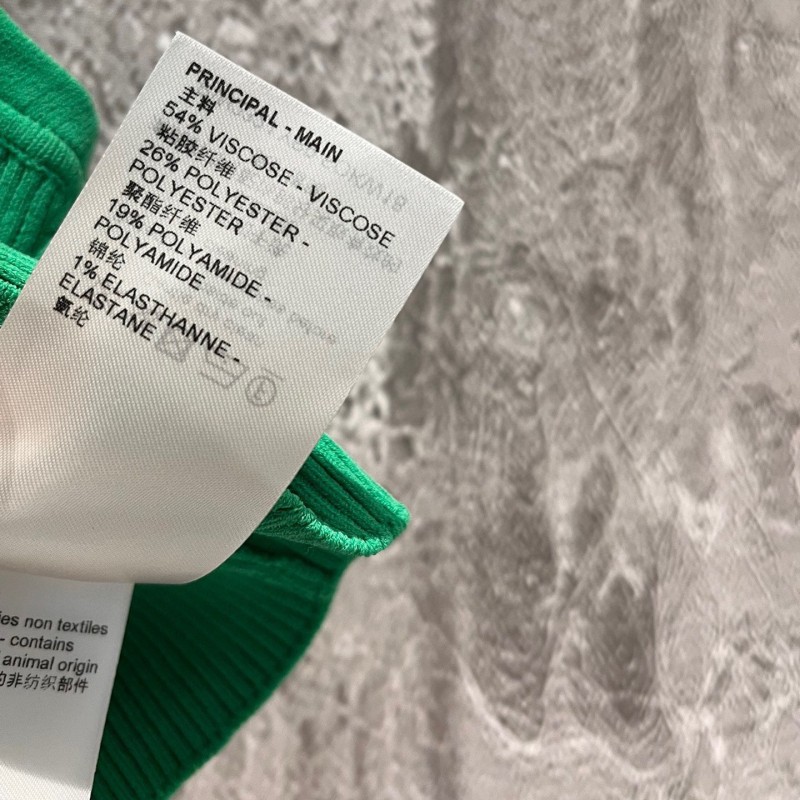 PRINCIPAL - MAIN
主料
54% VISCOSE - VISCOSE
粘胶纤维
26% POLYESTER -
POLYESTER
聚酯纤维
19% POLYAMIDE -
POLYAMIDE
锦纶
1% ELASTHANNE -
ELASTANE
氨纶
non textiles
- contains
animal origin
的非纺织部件